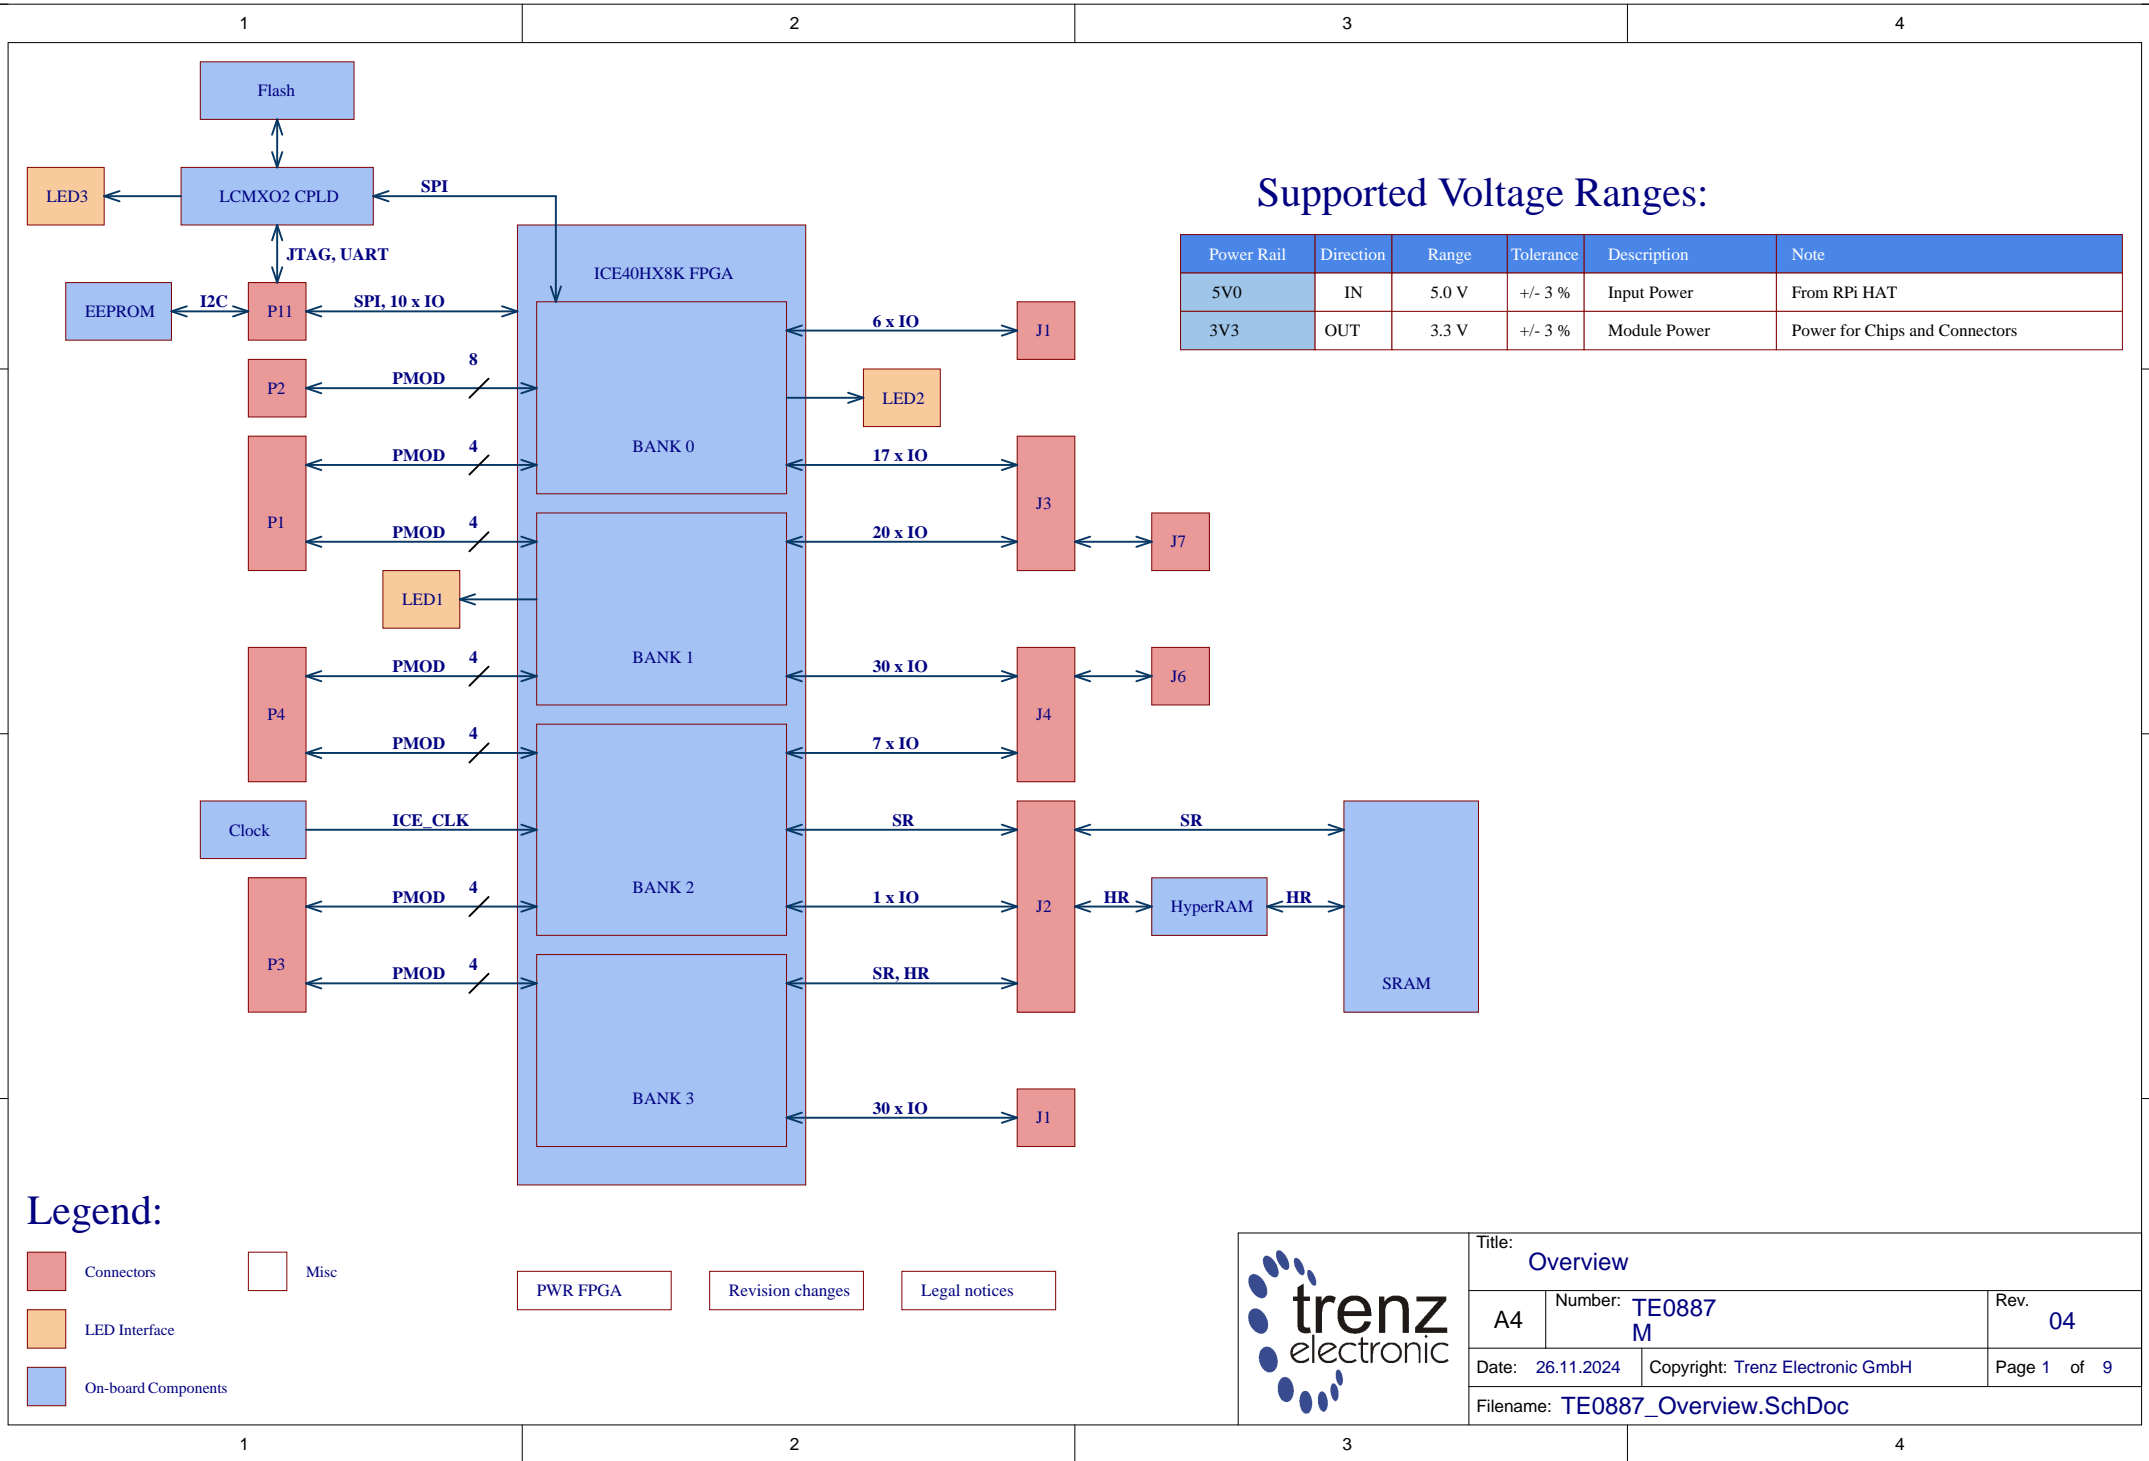 1 2 3 4
Flash
LED3
LCMXO2 CPLD
SPI
JTAG, UART
ICE40HX8K FPGA
EEPROM
I2C
P11
SPI, 10 x IO
6 x IO
J1
P2
PMOD
8
LED2
PMOD
4
BANK 0
17 x IO
P1
J3
PMOD
4
20 x IO
J7
LED1
PMOD
4
BANK 1
30 x IO
J6
P4
J4
PMOD
4
7 x IO
Clock
ICE_CLK
SR
SR
PMOD
4
BANK 2
1 x IO
J2
HR
HyperRAM
HR
P3
PMOD
4
SR, HR
SRAM
BANK 3
30 x IO
J1
Supported Voltage Ranges:
Power Rail Direction Range Tolerance Description Note
5V0 IN 5.0 V +/- 3 % Input Power From RPi HAT
3V3 OUT 3.3 V +/- 3 % Module Power Power for Chips and Connectors
Legend:
Connectors
Misc
LED Interface
On-board Components
PWR FPGA
Revision changes
Legal notices
trenz
electronic
Title:
Overview
A4
Number: TE0887
M
Rev.
04
Date: 26.11.2024
Copyright: Trenz Electronic GmbH
Page 1 of 9
Filename: TE0887_Overview.SchDoc
1 2 3 4